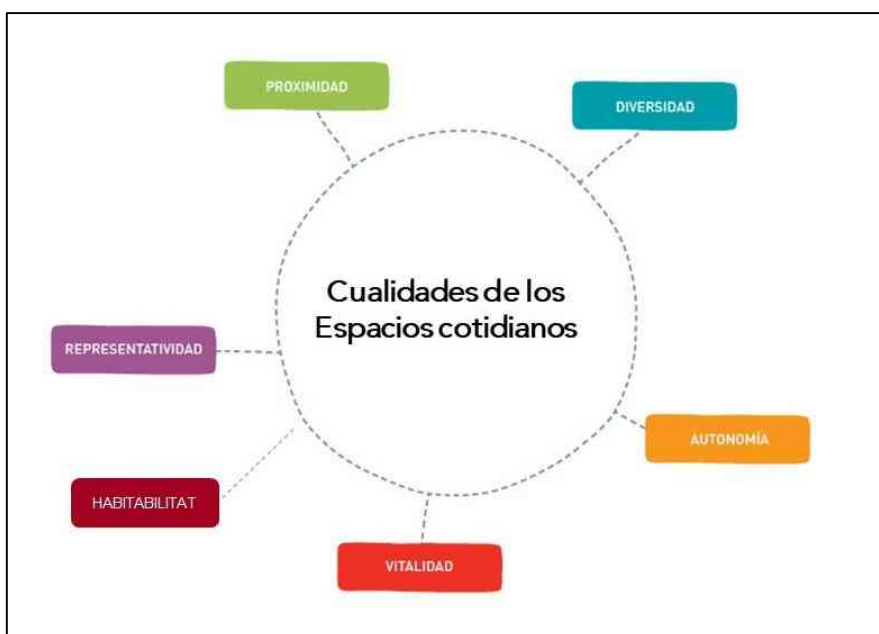 PROXIMIDAD
DIVERSIDAD
Cualidades de los
Espacios cotidianos
REPRESENTATIVIDAD
AUTONOMÍA
HABITABILITAT
VITALIDAD